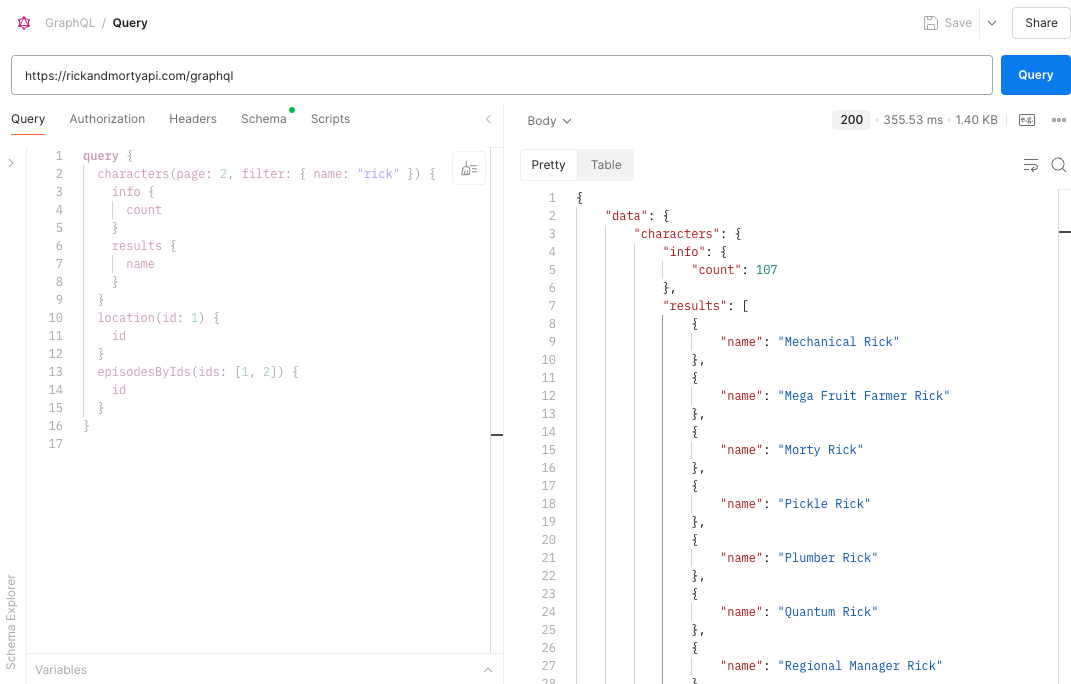 GraphQL / Query
Save
Share
https://rickandmortyapi.com/graphql
Query
Query Authorization Headers Schema Scripts
1 query {
2 characters(page: 2, filter: { name: "rick" }) {
3 info {
4 count
5 }
6 results {
7 name
8 }
9 }
10 location(id: 1) {
11 id
12 }
13 episodesByIds(ids: [1, 2]) {
14 id
15 }
16 }
17
Schema Explorer
Variables
Body
200 • 355.53 ms • 1.40 KB
e.g.
Pretty Table
1 {
2 "data": {
3 "characters": {
4 "info": {
5 "count": 107
6 },
7 "results": [
8 {
9 "name": "Mechanical Rick"
10 },
11 {
12 "name": "Mega Fruit Farmer Rick"
13 },
14 {
15 "name": "Morty Rick"
16 },
17 {
18 "name": "Pickle Rick"
19 },
20 {
21 "name": "Plumber Rick"
22 },
23 {
24 "name": "Quantum Rick"
25 },
26 {
27 "name": "Regional Manager Rick"
28 }